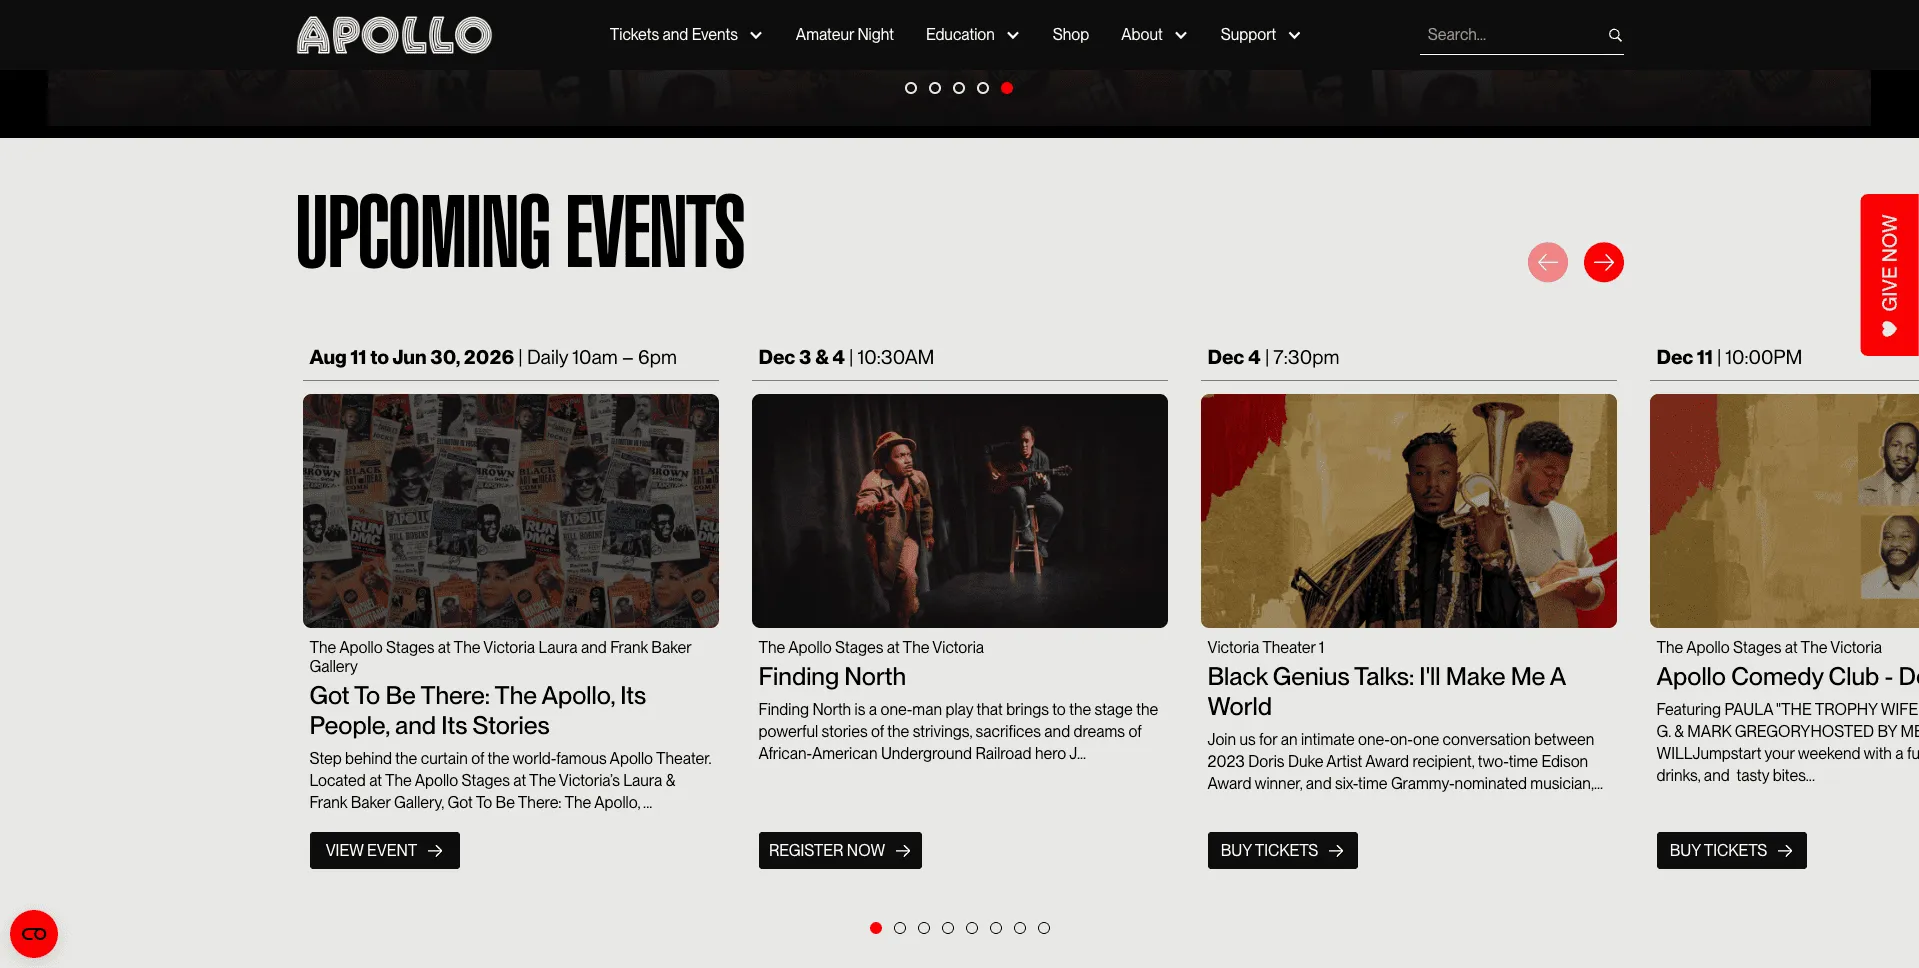 APOLLO
Tickets and Events
Amateur Night
Education
Shop
About
Support
Search...
UPCOMING EVENTS
GIVE NOW
Aug 11 to Jun 30, 2026 | Daily 10am – 6pm
The Apollo Stages at The Victoria Laura and Frank Baker
Gallery
Got To Be There: The Apollo, Its
People, and Its Stories
Step behind the curtain of the world-famous Apollo Theater.
Located at The Apollo Stages at The Victoria's Laura &
Frank Baker Gallery, Got To Be There: The Apollo, ...
VIEW EVENT
Dec 3 & 4 | 10:30AM
The Apollo Stages at The Victoria
Finding North
Finding North is a one-man play that brings to the stage the
powerful stories of the strivings, sacrifices and dreams of
African-American Underground Railroad hero J...
REGISTER NOW
Dec 4 | 7:30pm
Victoria Theater 1
Black Genius Talks: I'll Make Me A
World
Join us for an intimate one-on-one conversation between
2023 Doris Duke Artist Award recipient, two-time Edison
Award winner, and six-time Grammy-nominated musician,...
BUY TICKETS
Dec 11 | 10:00PM
The Apollo Stages at The Victoria
Apollo Comedy Club - De
Featuring PAULA "THE TROPHY WIFE
G. & MARK GREGORYHOSTED BY ME
WILLJumpstart your weekend with a fu
drinks, and tasty bites...
BUY TICKETS